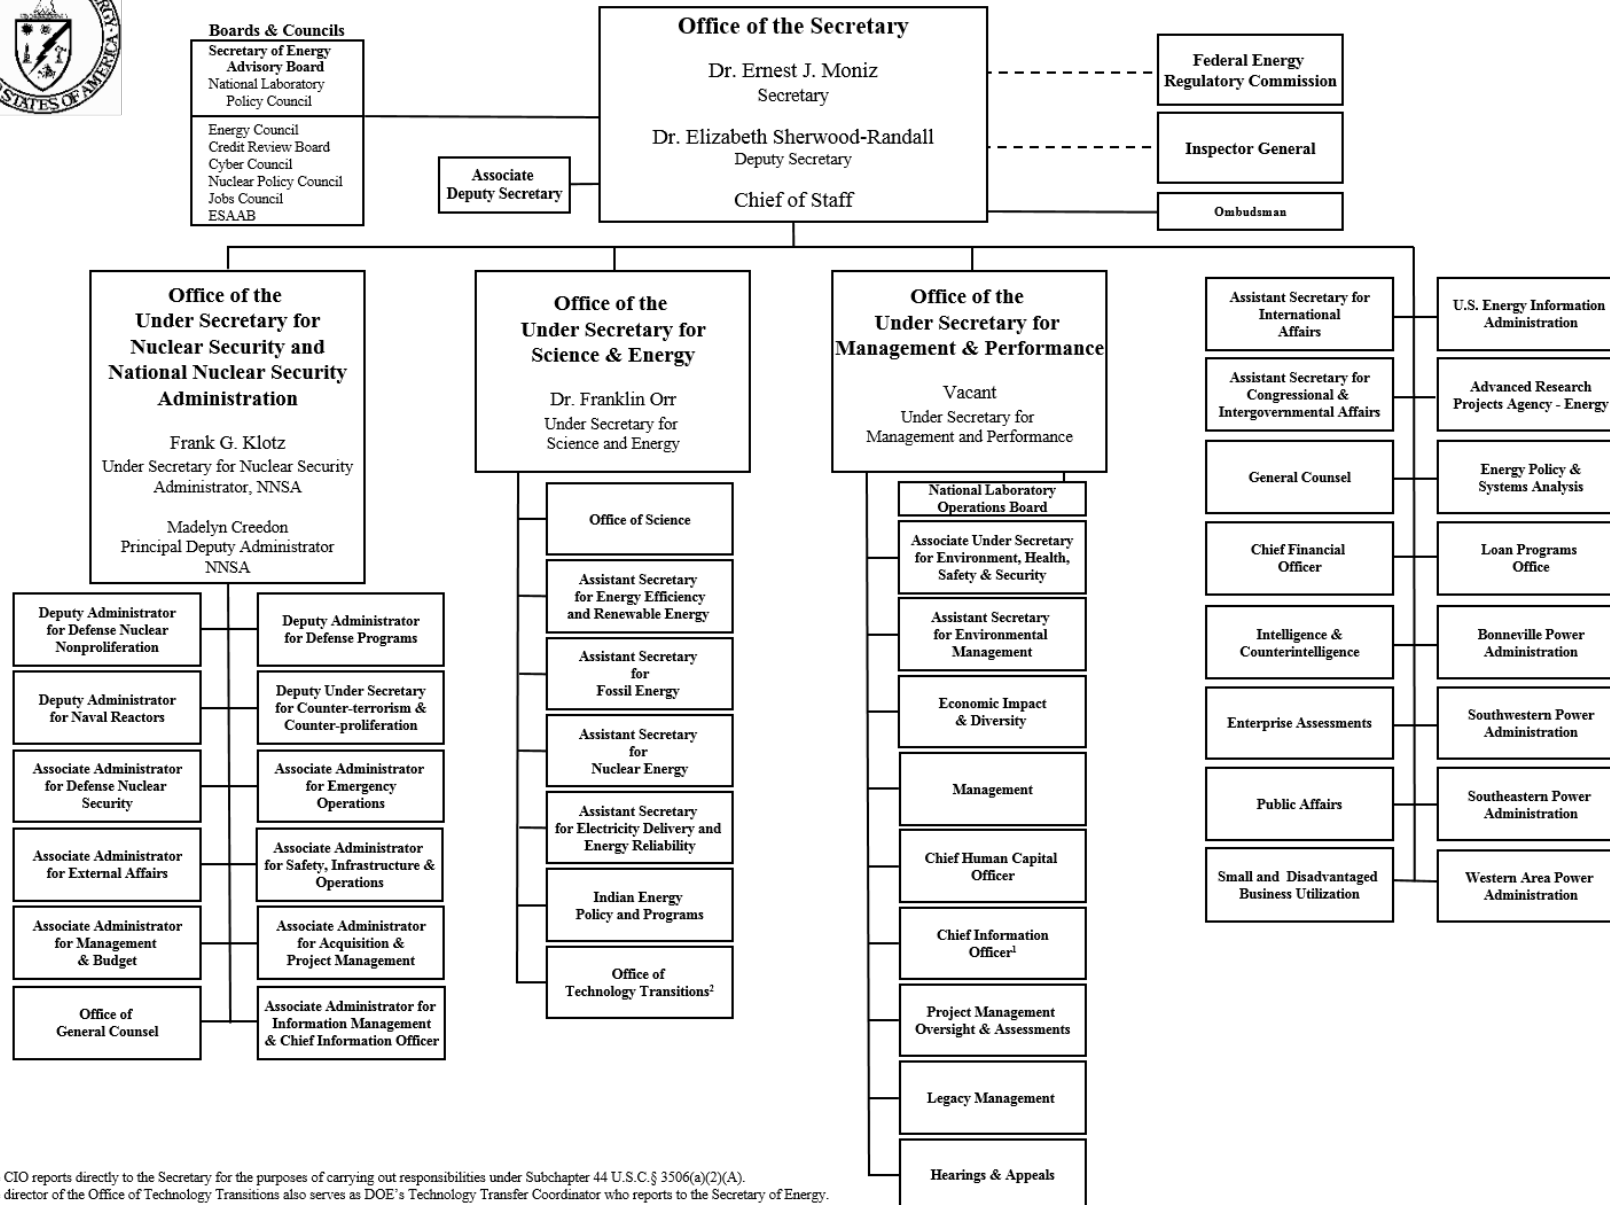 ERGY·
STATES OF AMERICA
Boards & Councils
Secretary of Energy
Advisory Board
National Laboratory
Policy Council
Energy Council
Credit Review Board
Cyber Council
Nuclear Policy Council
Jobs Council
ESAAB
Associate
Deputy Secretary
Office of the Secretary
Dr. Ernest J. Moniz
Secretary
Dr. Elizabeth Sherwood-Randall
Deputy Secretary
Chief of Staff
Federal Energy
Regulatory Commission
Inspector General
Ombudsman
Office of the
Under Secretary for
Nuclear Security and
National Nuclear Security
Administration
Frank G. Klotz
Under Secretary for Nuclear Security
Administrator, NNSA
Madelyn Creedon
Principal Deputy Administrator
NNSA
Deputy Administrator
for Defense Nuclear
Nonproliferation
Deputy Administrator
for Defense Programs
Deputy Administrator
for Naval Reactors
Deputy Under Secretary
for Counter-terrorism &
Counter-proliferation
Associate Administrator
for Defense Nuclear
Security
Associate Administrator
for Emergency
Operations
Associate Administrator
for External Affairs
Associate Administrator
for Safety, Infrastructure &
Operations
Associate Administrator
for Management
& Budget
Associate Administrator
for Acquisition &
Project Management
Office of
General Counsel
Associate Administrator for
Information Management
& Chief Information Officer
Office of the
Under Secretary for
Science & Energy
Dr. Franklin Orr
Under Secretary for
Science and Energy
Office of Science
Assistant Secretary
for Energy Efficiency
and Renewable Energy
Assistant Secretary
for
Fossil Energy
Assistant Secretary
for
Nuclear Energy
Assistant Secretary
for Electricity Delivery and
Energy Reliability
Indian Energy
Policy and Programs
Office of
Technology Transitions²
Office of the
Under Secretary for
Management & Performance
Vacant
Under Secretary for
Management and Performance
National Laboratory
Operations Board
Associate Under Secretary
for Environment, Health,
Safety & Security
Assistant Secretary
for Environmental
Management
Economic Impact
& Diversity
Management
Chief Human Capital
Officer
Chief Information
Officer¹
Project Management
Oversight & Assessments
Legacy Management
Hearings & Appeals
Assistant Secretary for
International
Affairs
U.S. Energy Information
Administration
Assistant Secretary for
Congressional &
Intergovernmental Affairs
Advanced Research
Projects Agency - Energy
General Counsel
Energy Policy &
Systems Analysis
Chief Financial
Officer
Loan Programs
Office
Intelligence &
Counterintelligence
Bonneville Power
Administration
Enterprise Assessments
Southwestern Power
Administration
Public Affairs
Southeastern Power
Administration
Small and Disadvantaged
Business Utilization
Western Area Power
Administration
CIO reports directly to the Secretary for the purposes of carrying out responsibilities under Subchapter 44 U.S.C.§ 3506(a)(2)(A).
director of the Office of Technology Transitions also serves as DOE's Technology Transfer Coordinator who reports to the Secretary of Energy.